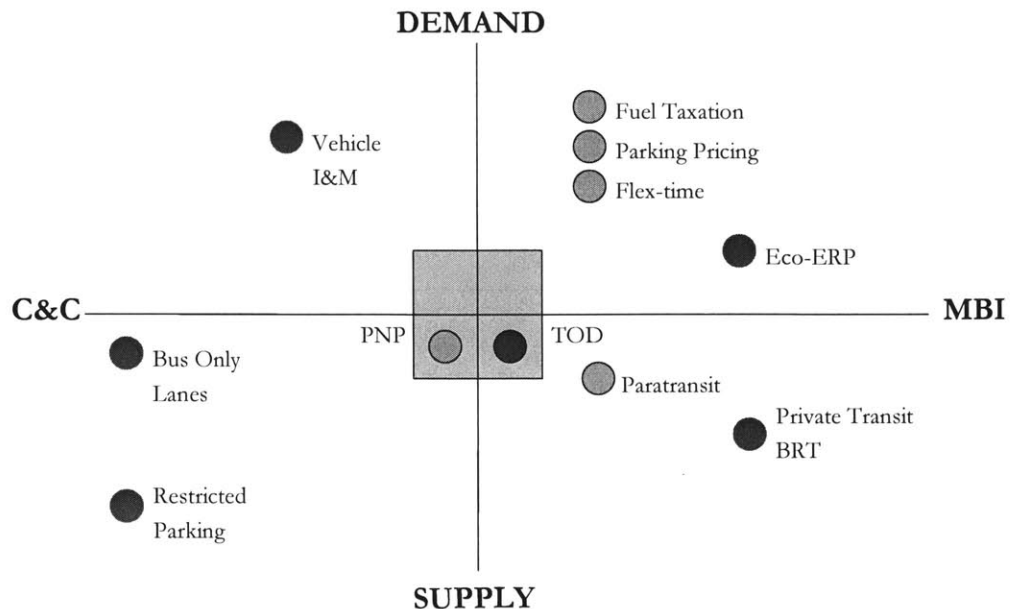 DEMAND
Fuel Taxation
Vehicle
I&M
Parking Pricing
Flex-time
Eco-ERP
C&C
MBI
PNP
TOD
Bus Only
Lanes
Paratransit
Private Transit
BRT
Restricted
Parking
SUPPLY